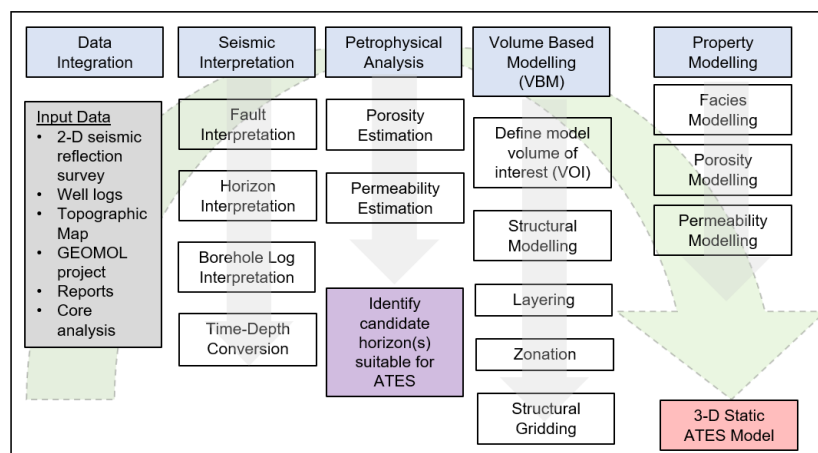 Data
Integration
Input Data
• 2-D seismic
reflection
survey
• Well logs
• Topographic
Map
• GEOMOL
project
• Reports
• Core
analysis
Seismic
Interpretation
Fault
Interpretation
Horizon
Interpretation
Borehole Log
Interpretation
Time-Depth
Conversion
Petrophysical
Analysis
Porosity
Estimation
Permeability
Estimation
Identify
candidate
horizon(s)
suitable for
ATES
Volume Based
Modelling
(VBM)
Define model
volume of
interest (VOI)
Structural
Modelling
Layering
Zonation
Structural
Gridding
Property
Modelling
Facies
Modelling
Porosity
Modelling
Permeability
Modelling
3-D Static
ATES Model